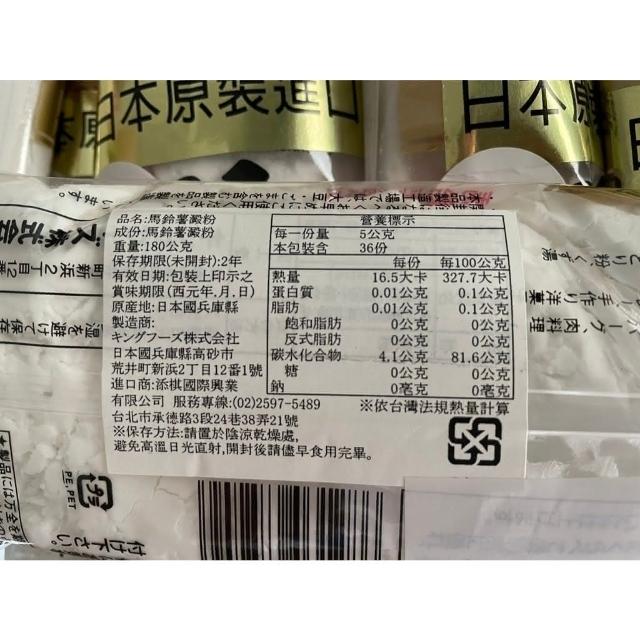 日本原裝進口
日本原
品名:馬鈴薯澱粉
成份:馬鈴薯澱粉
重量:180公克
保存期限(未開封):2年
有效日期:包裝上印示之
賞味期限(西元年.月.日)
原產地:日本國兵庫縣
製造商:
キングフーズ株式会社
日本國兵庫縣高砂市
荒井町新浜2丁目12番1號
進口商:添祺國際興業
有限公司 服務專線:(02)2597-5489
台北市承德路3段24巷38弄21號
※保存方法:請置於陰涼乾燥處,
避免高溫日光直射,開封後請儘早食用完畢。
營養標示
每一份量 5公克
本包裝含 36份
每份 每100公克
熱量 16.5大卡 327.7大卡
蛋白質 0.01公克 0.1公克
脂肪 0.01公克 0.1公克
飽和脂肪 0公克 0公克
反式脂肪 0公克 0公克
碳水化合物 4.1公克 81.6公克
糖 0公克 0公克
鈉 0毫克 0毫克
※依台灣法規熱量計算
PE,PET
付け下さい。